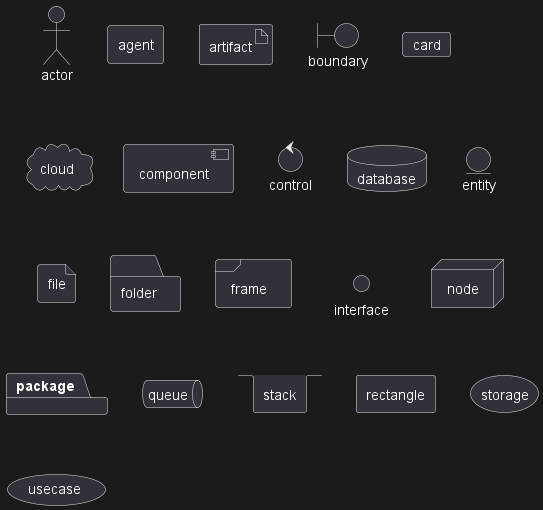 actor
agent
artifact
boundary
card
cloud
component
control
database
entity
file
folder
frame
interface
node
package
queue
stack
rectangle
storage
usecase